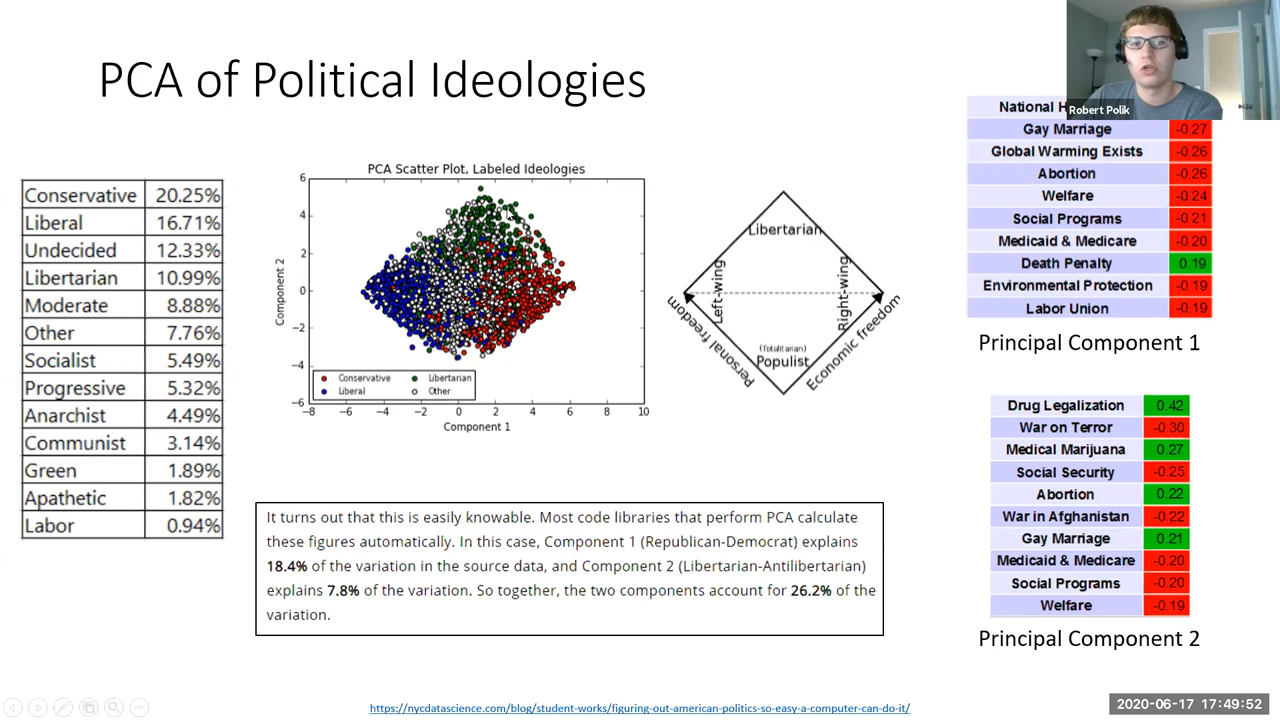 PCA of Political Ideologies
Robert Polik
Conservative 20.25%
Liberal 16.71%
Undecided 12.33%
Libertarian 10.99%
Moderate 8.88%
Other 7.76%
Socialist 5.49%
Progressive 5.32%
Anarchist 4.49%
Communist 3.14%
Green 1.89%
Apathetic 1.82%
Labor 0.94%
PCA Scatter Plot, Labeled Ideologies
Component 2
6
4
2
0
−2
−4
−6
Conservative Libertarian
Liberal Other
−8 −6 −4 −2 0 2 4 6 8 10
Component 1
Libertarian
Left-wing
Right-wing
(Totalitarian)
Populist
Personal freedom
Economic freedom
National
Gay Marriage -0.27
Global Warming Exists -0.26
Abortion -0.26
Welfare -0.24
Social Programs -0.21
Medicaid & Medicare -0.20
Death Penalty 0.19
Environmental Protection -0.19
Labor Union -0.19
Principal Component 1
Drug Legalization 0.42
War on Terror -0.30
Medical Marijuana 0.27
Social Security -0.25
Abortion 0.22
War in Afghanistan -0.22
Gay Marriage 0.21
Medicaid & Medicare -0.20
Social Programs -0.20
Welfare -0.19
Principal Component 2
It turns out that this is easily knowable. Most code libraries that perform PCA calculate
these figures automatically. In this case, Component 1 (Republican-Democrat) explains
18.4% of the variation in the source data, and Component 2 (Libertarian-Antilibertarian)
explains 7.8% of the variation. So together, the two components account for 26.2% of the
variation.
https://nycdatascience.com/blog/student-works/figuring-out-american-politics-so-easy-a-computer-can-do-it/
2020-06-17 17:49:52